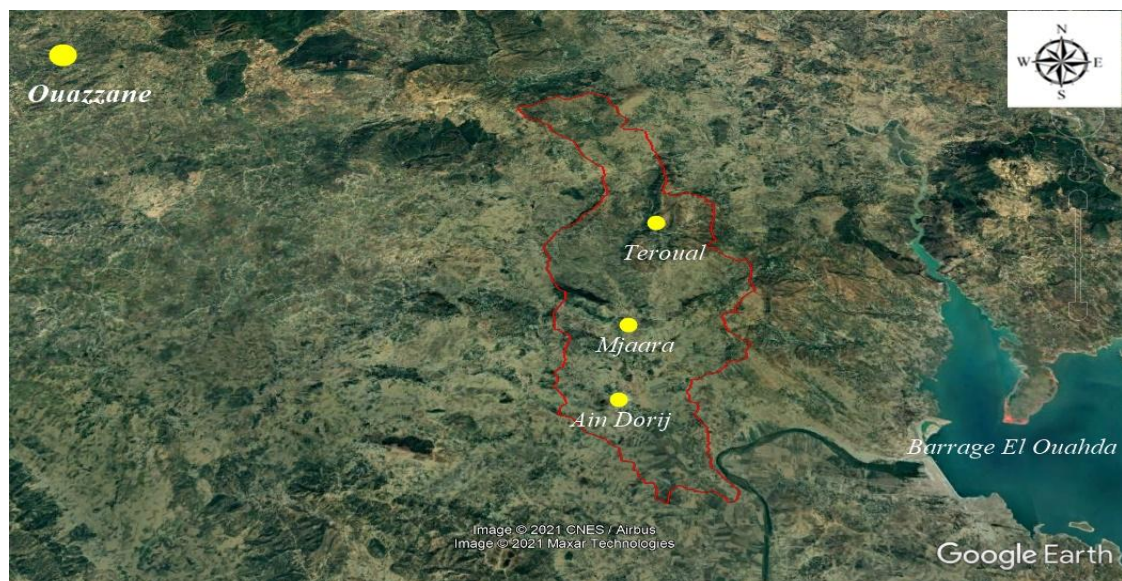 N
W E
S
Ouazzane
Teroual
Mjaara
Ain Dorij
Barrage El Ouahda
Image © 2021 CNES / Airbus
Image © 2021 Maxar Technologies
Google Earth